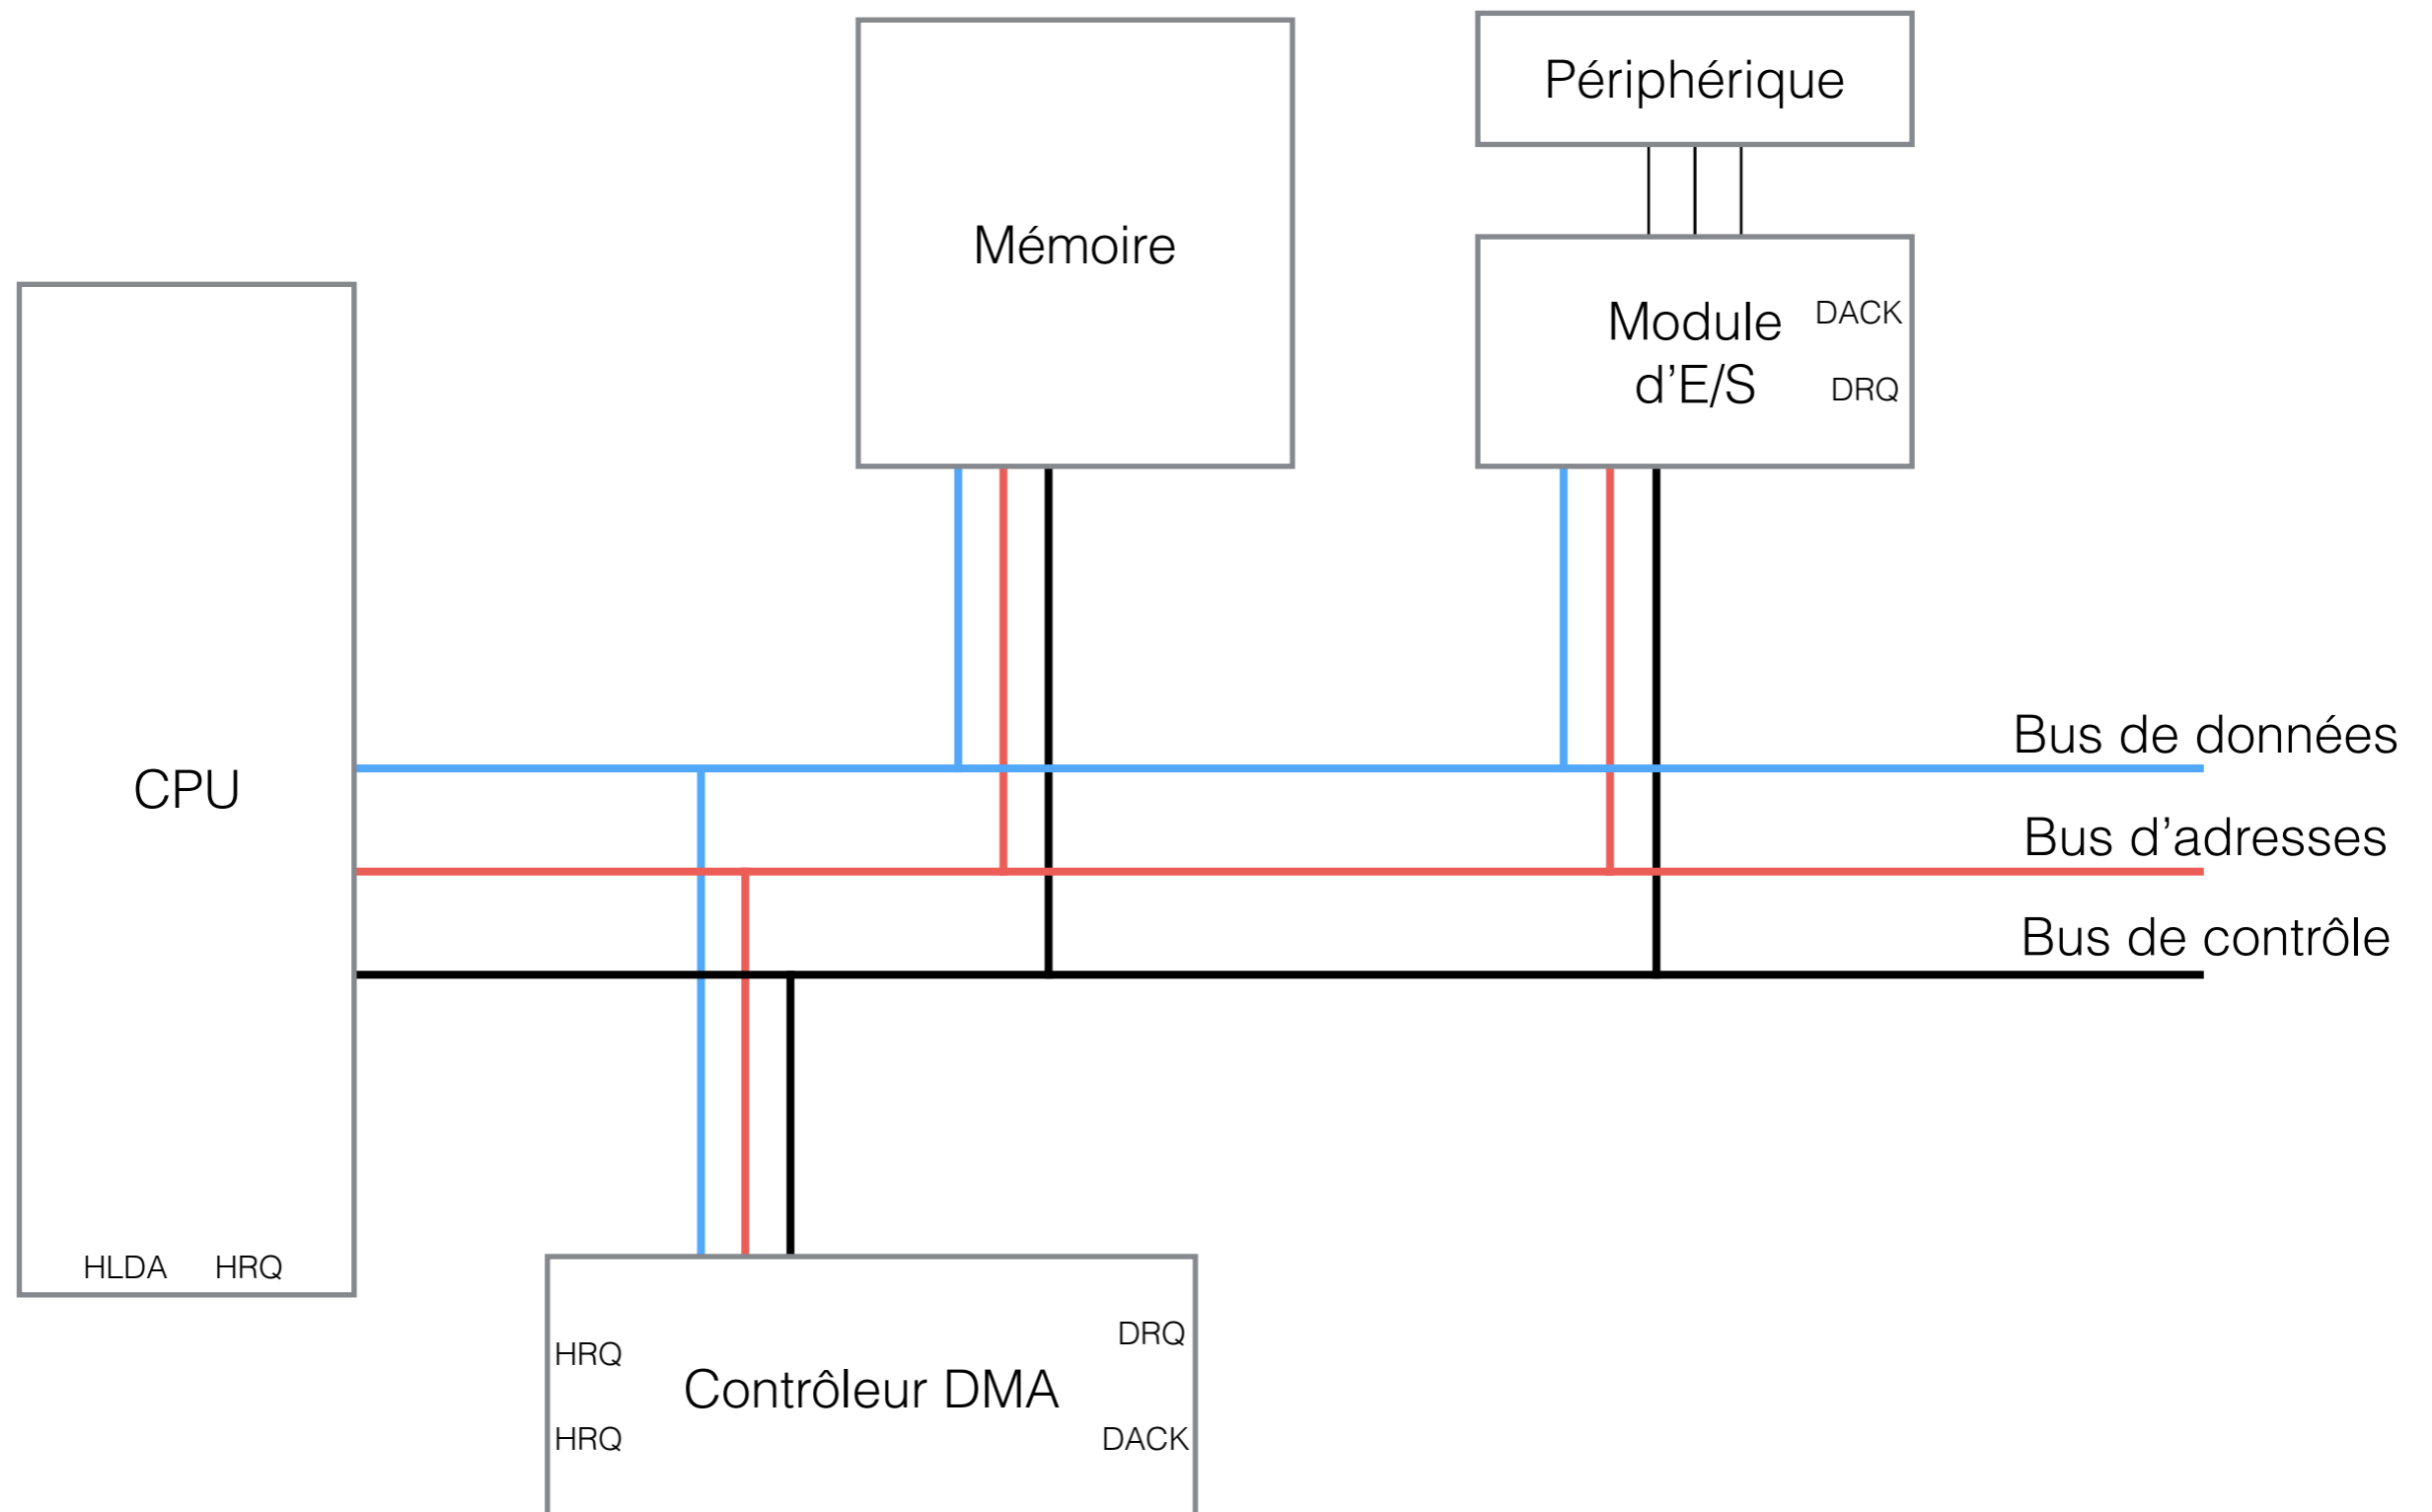 Périphérique
Mémoire
Module
d’E/S
DACK
DRQ
CPU
Bus de données
Bus d’adresses
Bus de contrôle
HLDA
HRQ
HRQ
HRQ
Contrôleur DMA
DRQ
DACK